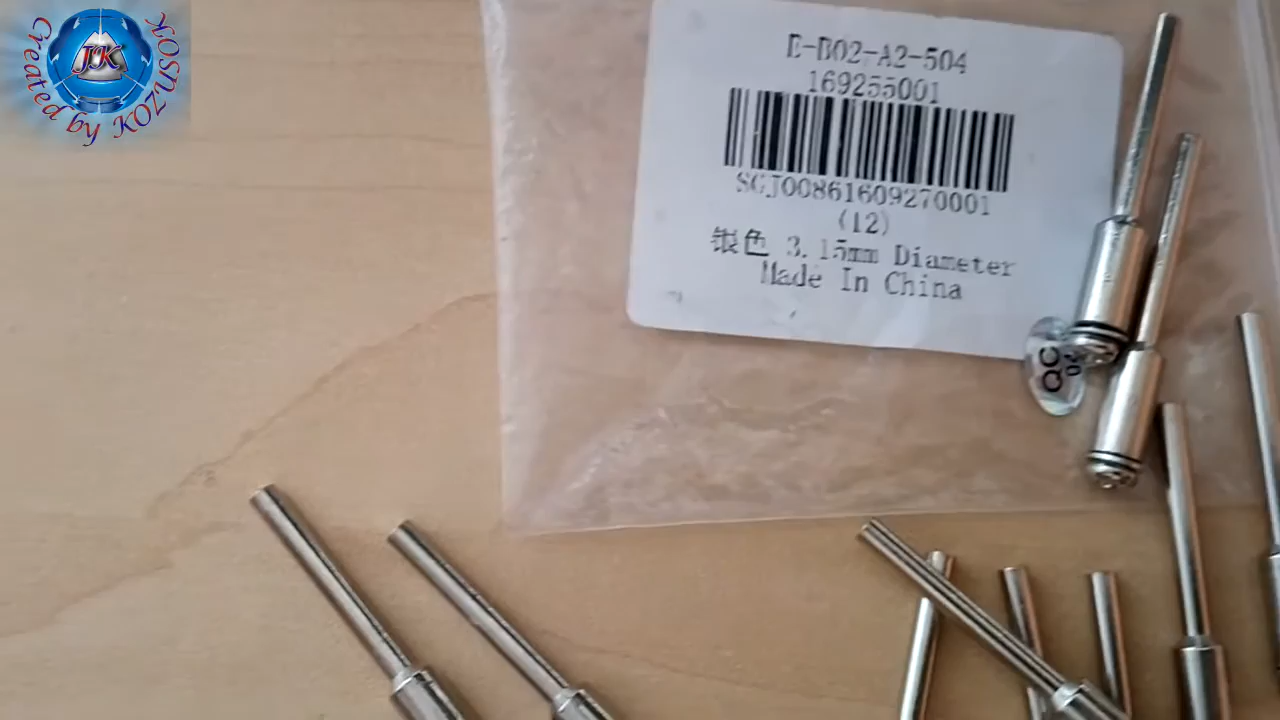 JK
Created by KOZUSOK
E-B02-A2-504
169255001
SGJ00861609270001
(12)
银色 3.15mm Diameter
Made In China
QC